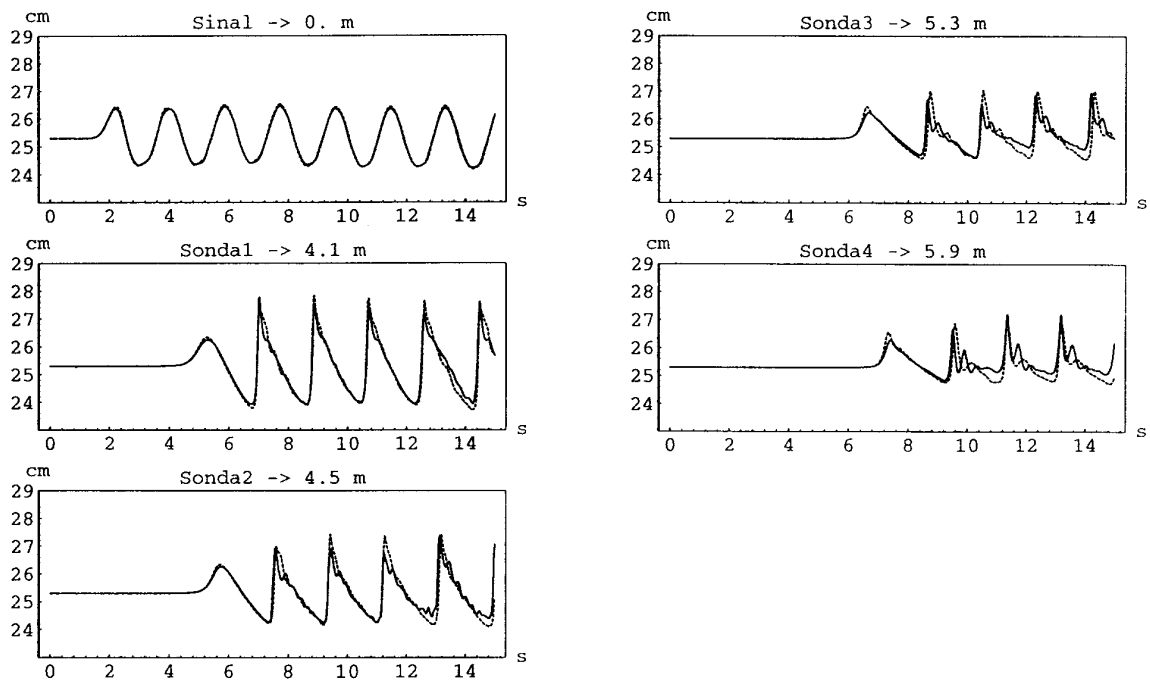 cm
Sinal -> 0. m
29
28
27
26
25
24
0 2 4 6 8 10 12 14 s
cm
Sonda1 -> 4.1 m
29
28
27
26
25
24
0 2 4 6 8 10 12 14 s
cm
Sonda2 -> 4.5 m
29
28
27
26
25
24
0 2 4 6 8 10 12 14 s
cm
Sonda3 -> 5.3 m
29
28
27
26
25
24
0 2 4 6 8 10 12 14 s
cm
Sonda4 -> 5.9 m
29
28
27
26
25
24
0 2 4 6 8 10 12 14 s